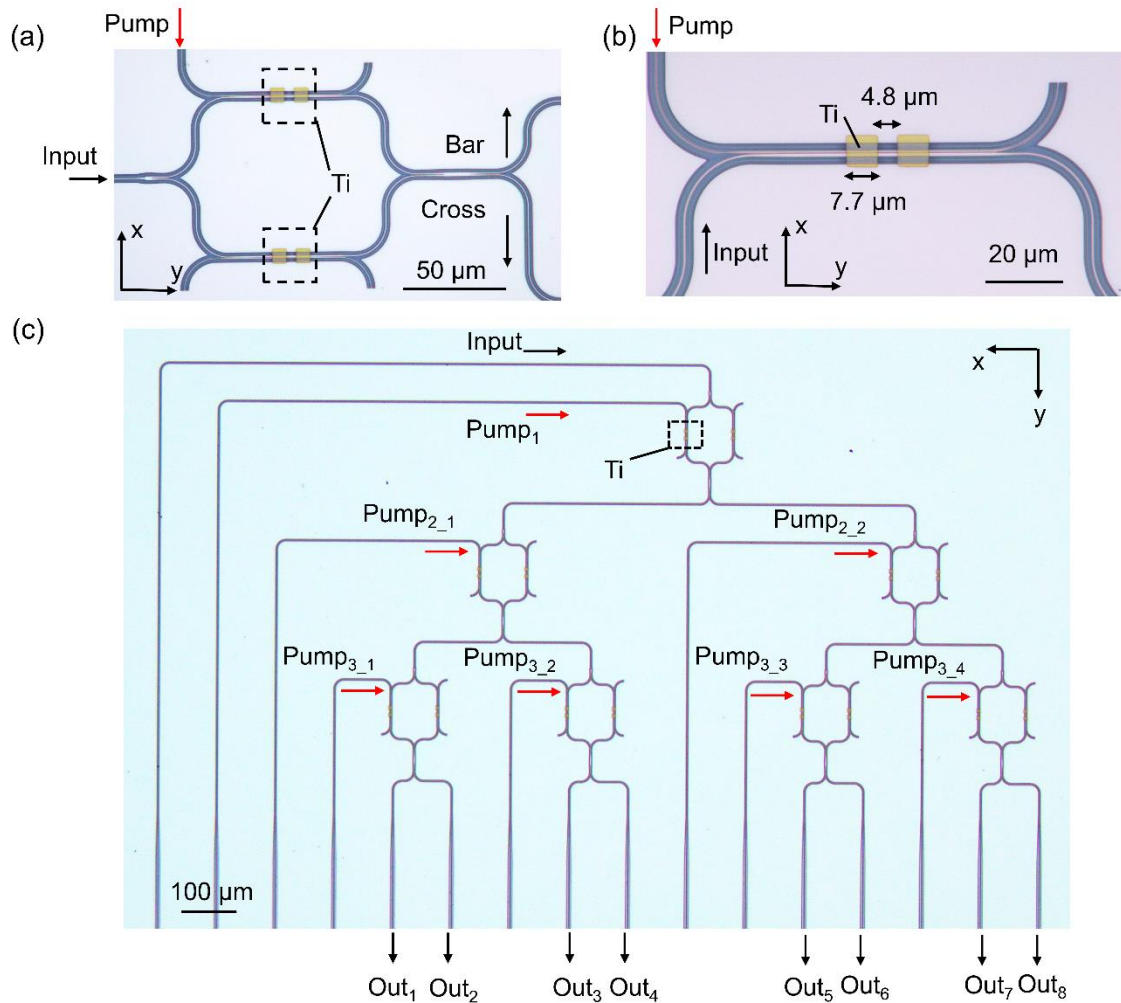 (a)
Pump
Input
Ti
Bar
Cross
x
y
50 μm
(b)
Pump
Ti
4.8 μm
7.7 μm
Input
x
y
20 μm
(c)
Input
x
y
Pump₁
Ti
Pump₂_₁
Pump₂_₂
Pump₃_₁
Pump₃_₂
Pump₃_₃
Pump₃_₄
100 μm
Out₁ Out₂ Out₃ Out₄ Out₅ Out₆ Out₇ Out₈